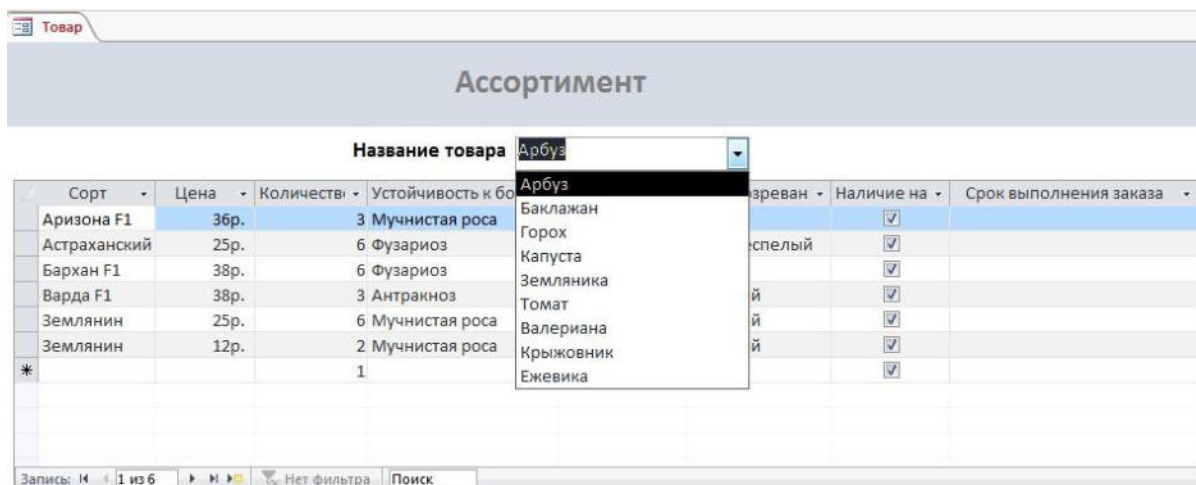 Товар
Ассортимент
Название товара Арбуз
Сорт Цена Количество Устойчивость к бо зреван Наличие на Срок выполнения заказа
Арбуз
Баклажан
Горох
Капуста
Земляника
Томат
Валериана
Крыжовник
Ежевика
Аризона F1 36р. 3 Мучнистая роса
Астраханский 25р. 6 Фузариоз еспелый
Бархан F1 38р. 6 Фузариоз
Варда F1 38р. 3 Антракноз й
Землянин 25р. 6 Мучнистая роса й
Землянин 12р. 2 Мучнистая роса й
* 1
Запись: 1 из 6 Нет фильтра Поиск